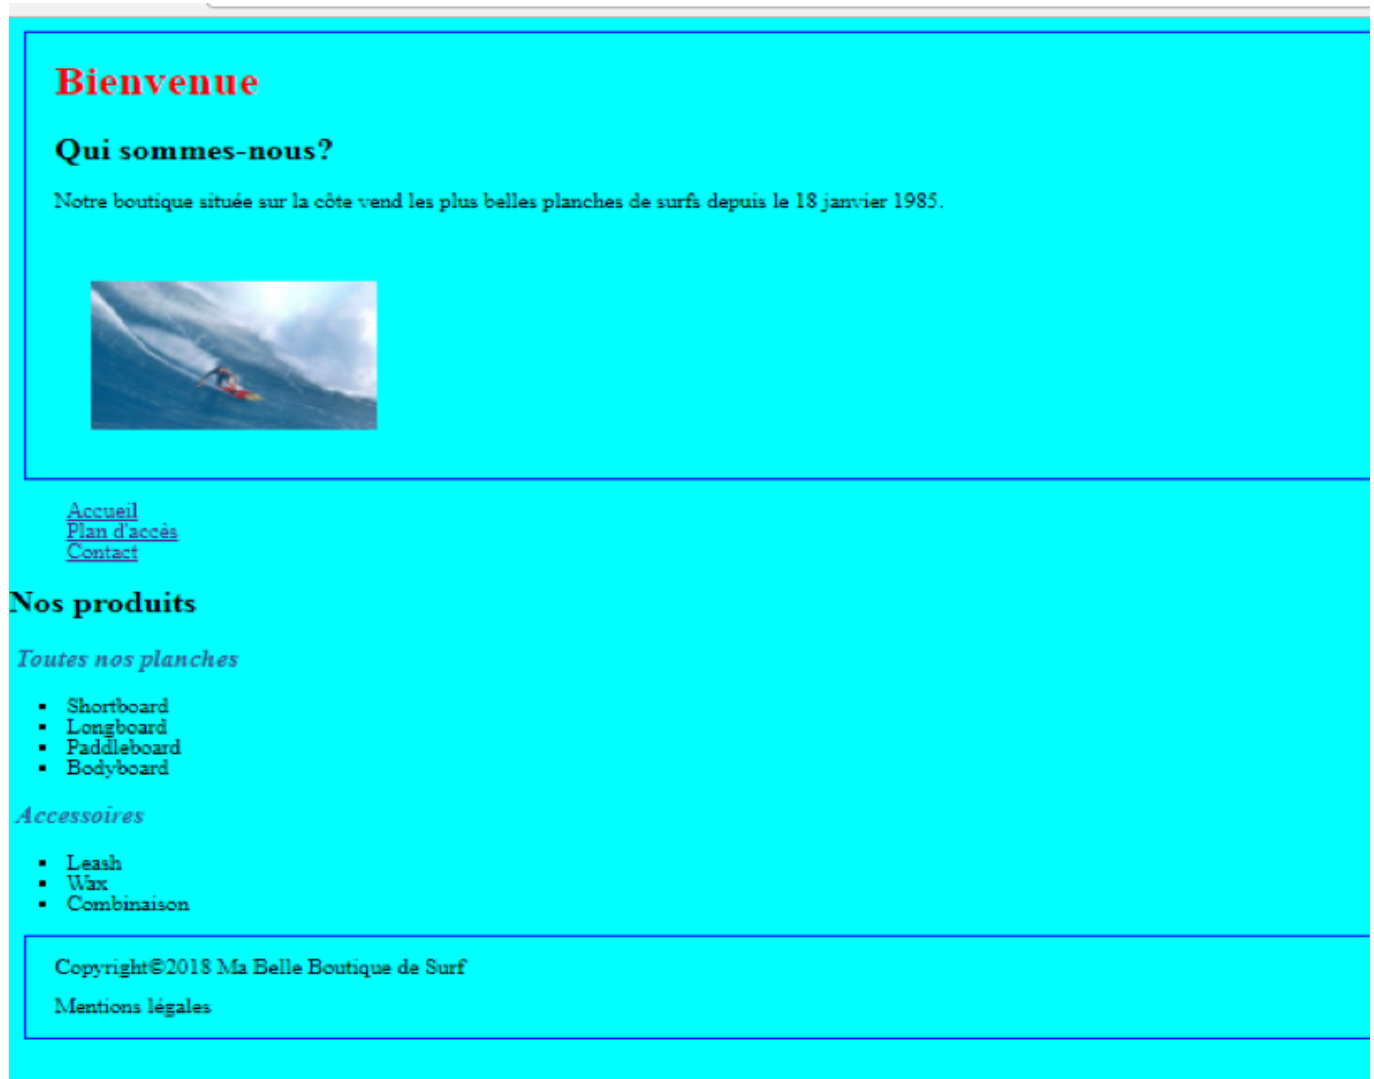 Bienvenue
Qui sommes-nous?
Notre boutique située sur la côte vend les plus belles planches de surfs depuis le 18 janvier 1985.
Accueil
Plan d'accès
Contact
Nos produits
Toutes nos planches
Shortboard
Longboard
Paddleboard
Bodyboard
Accessoires
Leash
Wax
Combinaison
Copyright©2018 Ma Belle Boutique de Surf
Mentions légales